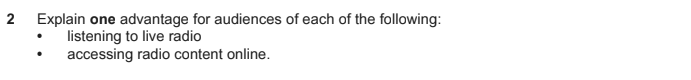 2 Explain one advantage for audiences of each of the following:
• listening to live radio
• accessing radio content online.